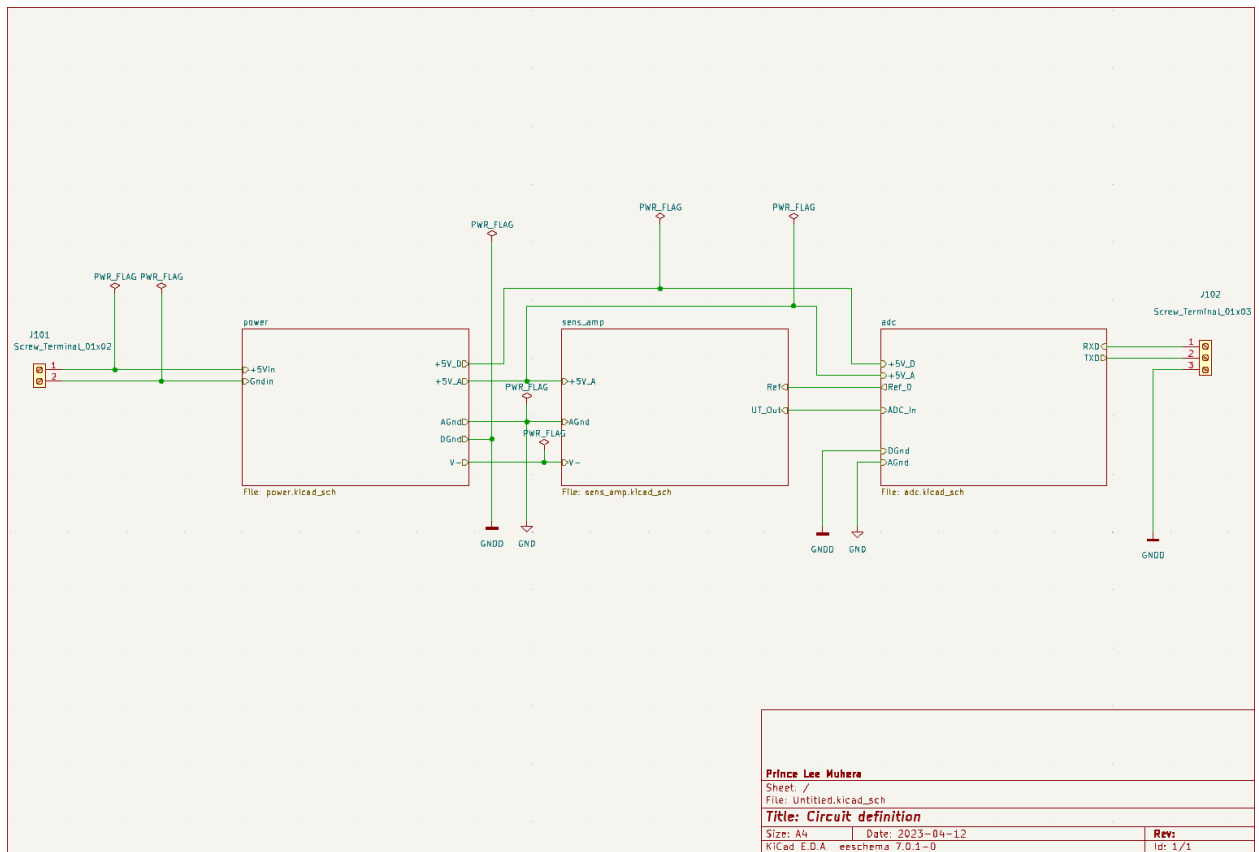 PWR_FLAG
PWR_FLAG
PWR_FLAG
PWR_FLAG PWR_FLAG
J101
Screw_Terminal_01x02
1
2
power
+5Vin
Gndin
+5V_D
+5V_A
AGnd
DGnd
V-
File: power.kicad_sch
PWR_FLAG
PWR_FLAG
GNDD
GND
sens_amp
+5V_A
AGnd
V-
Ref
UT_Out
File: sens_amp.kicad_sch
adc
+5V_D
+5V_A
Ref_0
ADC_In
DGnd
AGnd
RXD
TXD
File: adc.kicad_sch
GNDD
GND
J102
Screw_Terminal_01x03
1
2
3
GNDD
Prince Lee Muhera
Sheet: /
File: Untitled.kicad_sch
Title: Circuit definition
Size: A4 Date: 2023-04-12 Rev:
KiCad E.D.A. eeschema 7.0.1-0 Id: 1/1